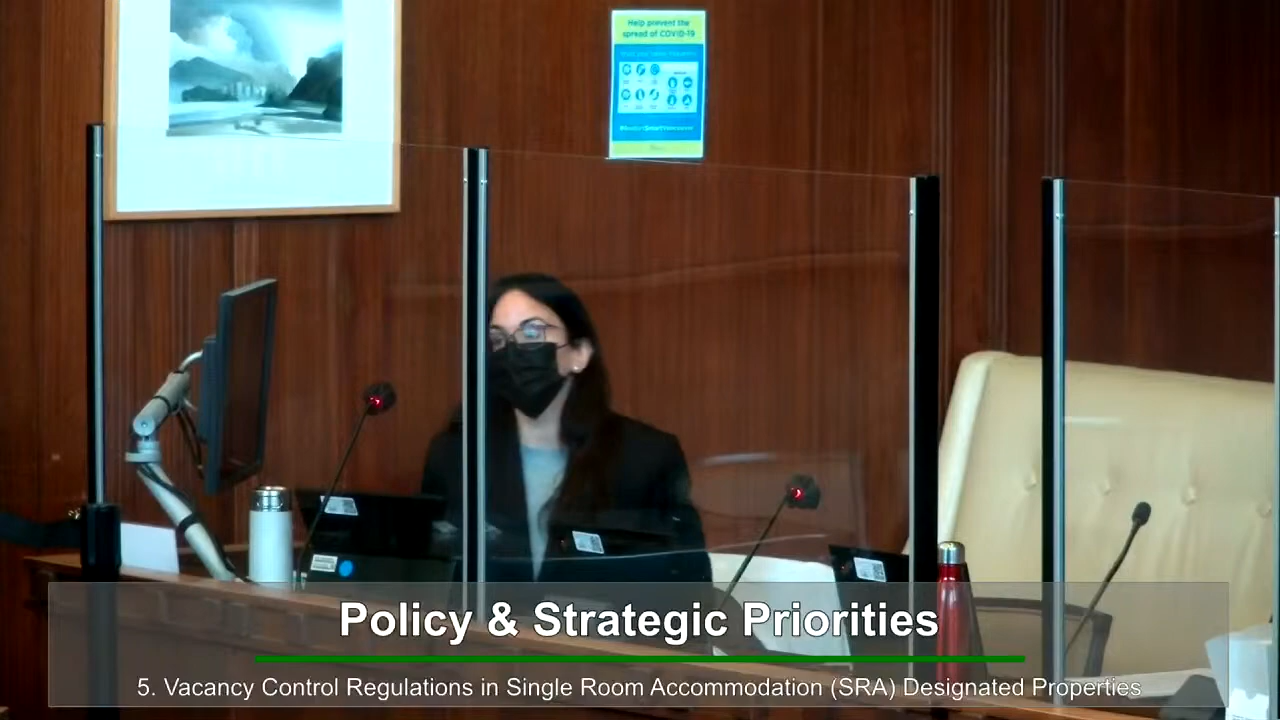 Help prevent the
spread of COVID-19
Policy & Strategic Priorities
5. Vacancy Control Regulations in Single Room Accommodation (SRA) Designated Properties